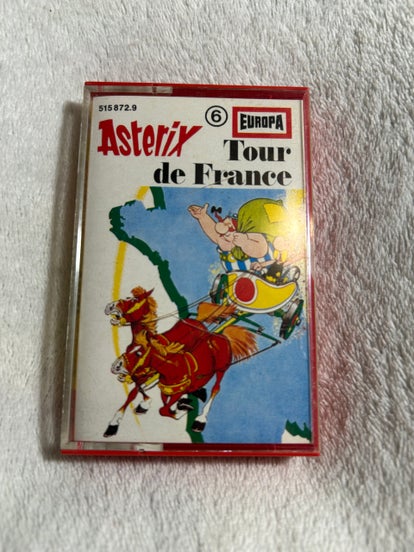 515 872.9
6
EUROPA
Asterix
Tour
de France